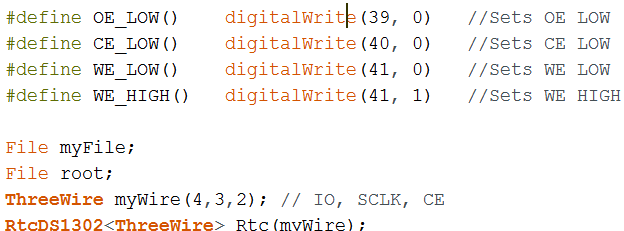 #define OE_LOW() digitalWrite(39, 0) //Sets OE LOW
#define CE_LOW() digitalWrite(40, 0) //Sets CE LOW
#define WE_LOW() digitalWrite(41, 0) //Sets WE LOW
#define WE_HIGH() digitalWrite(41, 1) //Sets WE HIGH
File myFile;
File root;
ThreeWire myWire(4,3,2); // IO, SCLK, CE
RtcDS1302<ThreeWire> Rtc(myWire);